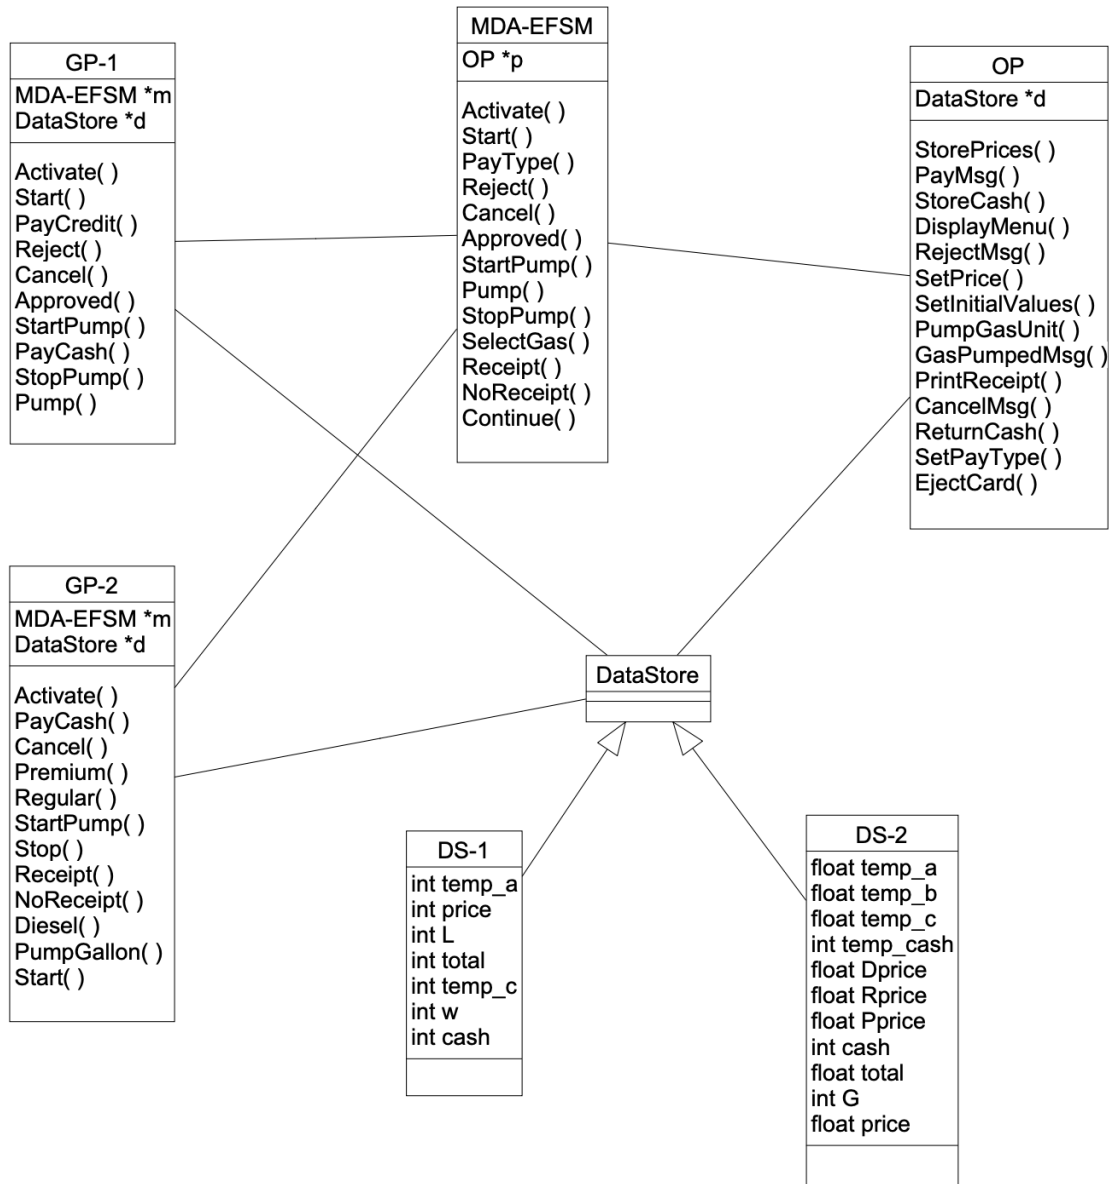 GP-1
MDA-EFSM *m
DataStore *d
Activate( )
Start( )
PayCredit( )
Reject( )
Cancel( )
Approved( )
StartPump( )
PayCash( )
StopPump( )
Pump( )
MDA-EFSM
OP *p
Activate( )
Start( )
PayType( )
Reject( )
Cancel( )
Approved( )
StartPump( )
Pump( )
StopPump( )
SelectGas( )
Receipt( )
NoReceipt( )
Continue( )
OP
DataStore *d
StorePrices( )
PayMsg( )
StoreCash( )
DisplayMenu( )
RejectMsg( )
SetPrice( )
SetInitialValues( )
PumpGasUnit( )
GasPumpedMsg( )
PrintReceipt( )
CancelMsg( )
ReturnCash( )
SetPayType( )
EjectCard( )
GP-2
MDA-EFSM *m
DataStore *d
Activate( )
PayCash( )
Cancel( )
Premium( )
Regular( )
StartPump( )
Stop( )
Receipt( )
NoReceipt( )
Diesel( )
PumpGallon( )
Start( )
DataStore
DS-1
int temp_a
int price
int L
int total
int temp_c
int w
int cash
DS-2
float temp_a
float temp_b
float temp_c
int temp_cash
float Dprice
float Rprice
float Pprice
int cash
float total
int G
float price